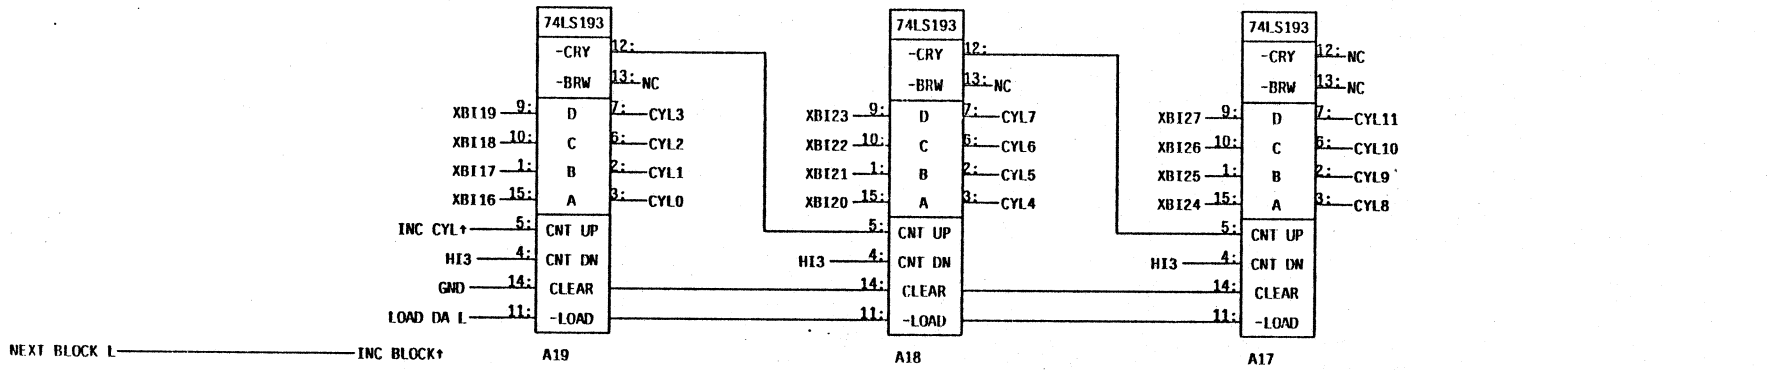 74LS193 74LS193 74LS193
-CRY 12: -CRY 12: -CRY 12: NC
-BRW 13: NC -BRW 13: NC -BRW 13: NC
XBI19 9: D 7: CYL3 XBI23 9: D 7: CYL7 XBI27 9: D 7: CYL11
XBI18 10: C 6: CYL2 XBI22 10: C 6: CYL6 XBI26 10: C 6: CYL10
XBI17 1: B 2: CYL1 XBI21 1: B 2: CYL5 XBI25 1: B 2: CYL9
XBI16 15: A 3: CYL0 XBI20 15: A 3: CYL4 XBI24 15: A 3: CYL8
INC CYL↑ 5: CNT UP 5: CNT UP 5: CNT UP
HI3 4: CNT DN HI3 4: CNT DN HI3 4: CNT DN
GND 14: CLEAR 14: CLEAR 14: CLEAR
LOAD DA L 11: -LOAD 11: -LOAD 11: -LOAD
NEXT BLOCK L INC BLOCK↑ A19 A18 A17